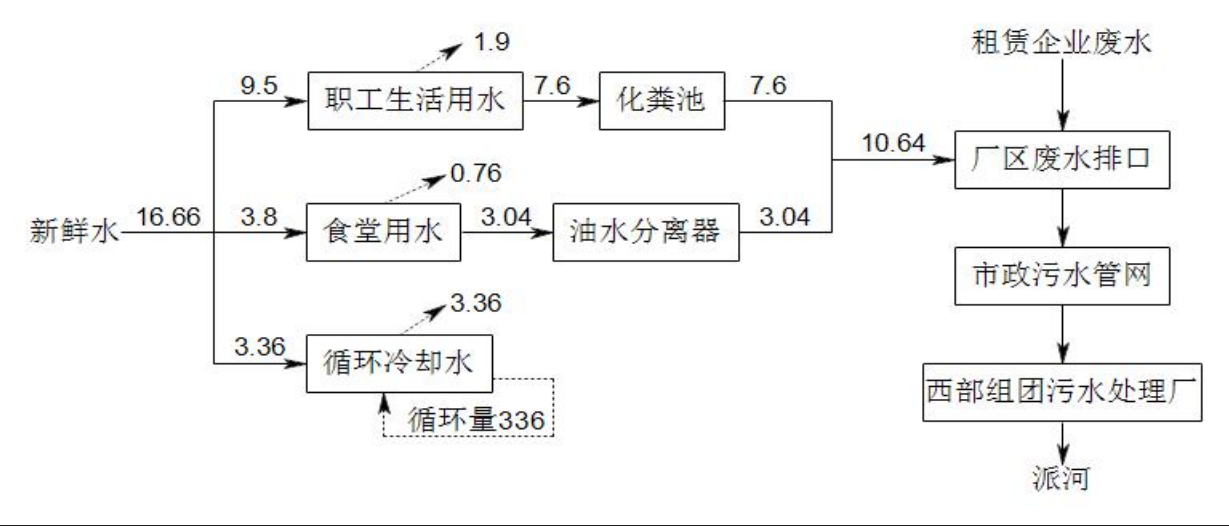 1.9
租赁企业废水
9.5
职工生活用水
7.6
化粪池
7.6
10.64
厂区废水排口
0.76
新鲜水
16.66
3.8
食堂用水
3.04
油水分离器
3.04
市政污水管网
3.36
3.36
循环冷却水
循环量336
西部组团污水处理厂
派河